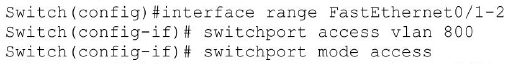 Switch(config)#interface range FastEthernet0/1-2
Switch(config-if)# switchport access vlan 800
Switch(config-if)# switchport mode access